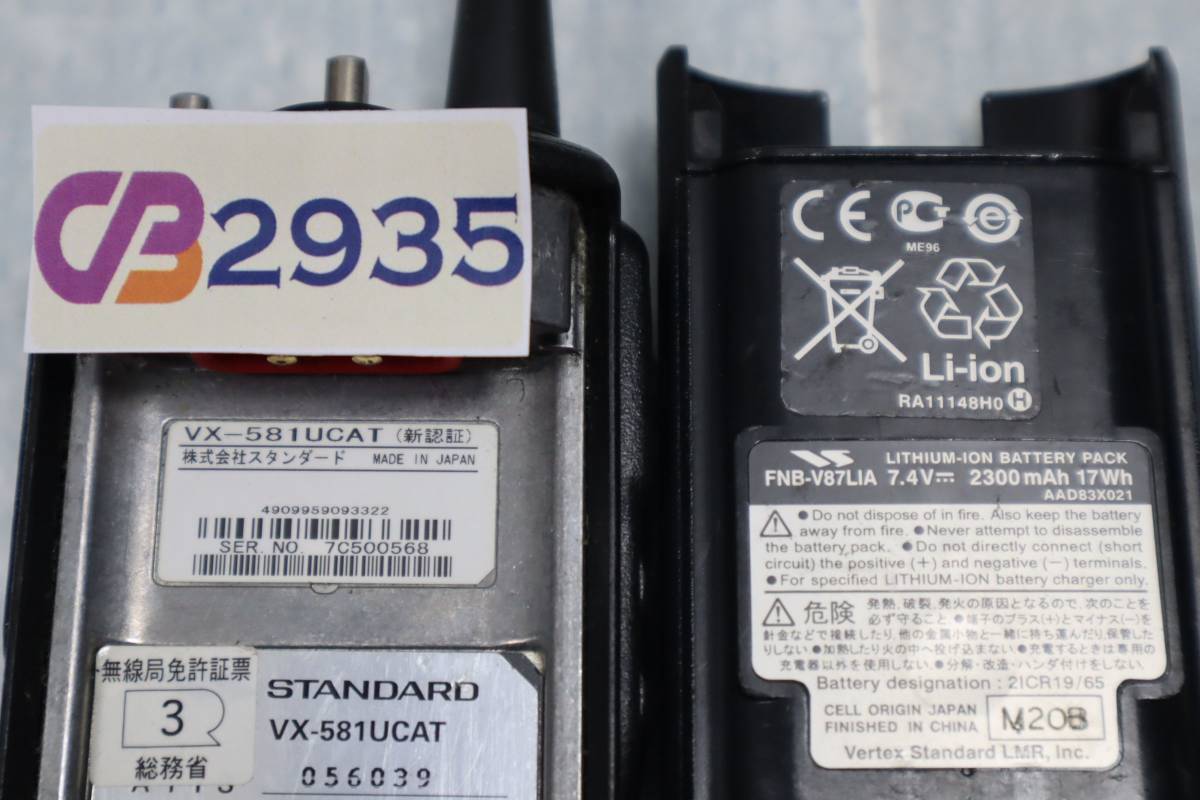 CB2935
VX-581UCAT (新認証)
株式会社スタンダード MADE IN JAPAN
4909959093322
SER. NO. 7C500568
無線局免許証票
3
総務省
STANDARD
VX-581UCAT
056039
CE PCT e
ME96
Li-ion
RA11148H0 H
LITHIUM-ION BATTERY PACK
FNB-V87LIA 7.4V⎓ 2300mAh 17Wh
AAD83X021
⚠ ●Do not dispose of in fire. Also keep the battery
away from fire. ●Never attempt to disassemble
the battery pack. ●Do not directly connect (short
circuit) the positive (+) and negative (−) terminals.
●For specified LITHIUM-ION battery charger only.
⚠ 危険 発熱、破裂、発火の原因となるので、次のことを
必ず守ること ●端子のプラス(+)とマイナス(−)を
針金などで接続したり、他の金属小物と一緒に持ち運んだり、保管した
りしない ●加熱したり火の中へ投げ込まない ●充電するときは専用の
充電器以外を使用しない。●分解・改造・ハンダ付けをしない
Battery designation : 2ICR19/65
CELL ORIGIN JAPAN
FINISHED IN CHINA
Vertex Standard LMR, Inc.